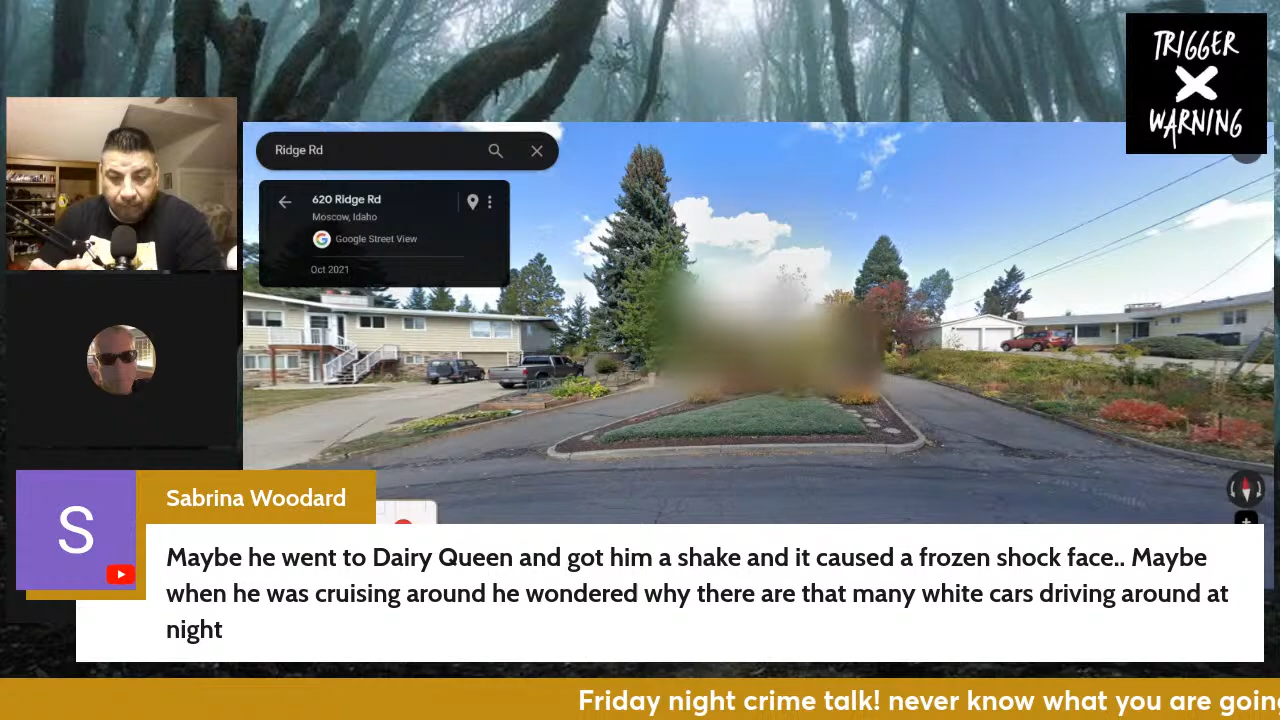 TRIGGER
WARNING
Ridge Rd
620 Ridge Rd
Moscow, Idaho
Google Street View
Oct 2021
S
Sabrina Woodard
Maybe he went to Dairy Queen and got him a shake and it caused a frozen shock face.. Maybe
when he was cruising around he wondered why there are that many white cars driving around at
night
Friday night crime talk! never know what you are going